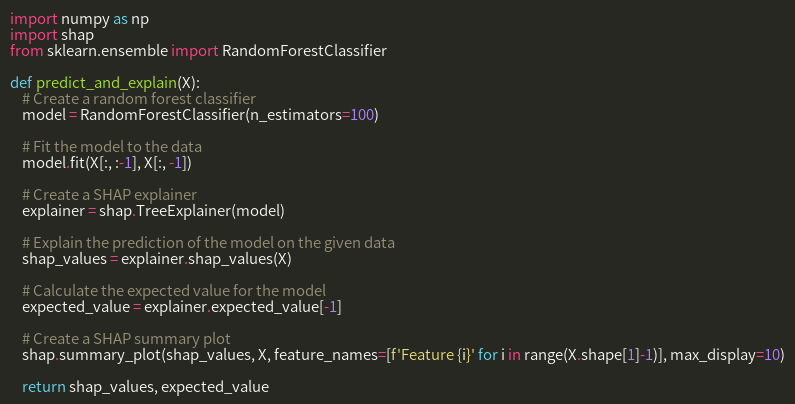 import numpy as np
import shap
from sklearn.ensemble import RandomForestClassifier
def predict_and_explain(X):
# Create a random forest classifier
model = RandomForestClassifier(n_estimators=100)
# Fit the model to the data
model.fit(X[:, :-1], X[:, -1])
# Create a SHAP explainer
explainer = shap.TreeExplainer(model)
# Explain the prediction of the model on the given data
shap_values = explainer.shap_values(X)
# Calculate the expected value for the model
expected_value = explainer.expected_value[-1]
# Create a SHAP summary plot
shap.summary_plot(shap_values, X, feature_names=[f'Feature {i}' for i in range(X.shape[1]-1)], max_display=10)
return shap_values, expected_value